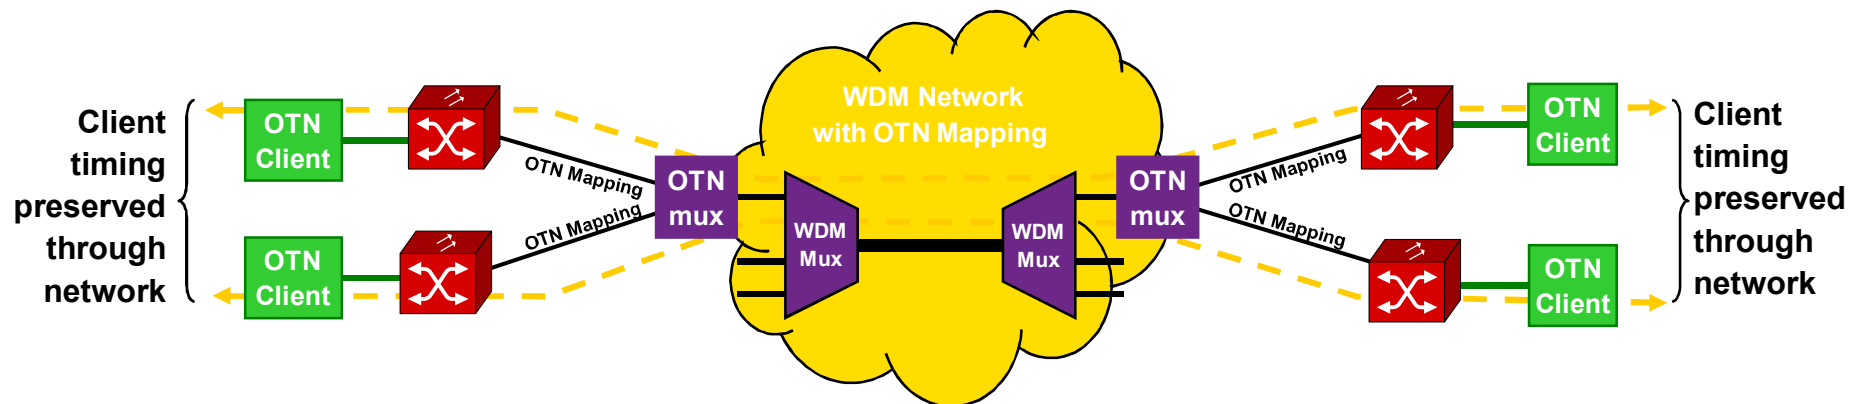 Client
timing
preserved
through
network
OTN
Client
OTN
Client
OTN Mapping
OTN Mapping
OTN
mux
WDM Network
with OTN Mapping
WDM
Mux
WDM
Mux
OTN
mux
OTN Mapping
OTN Mapping
OTN
Client
OTN
Client
Client
timing
preserved
through
network